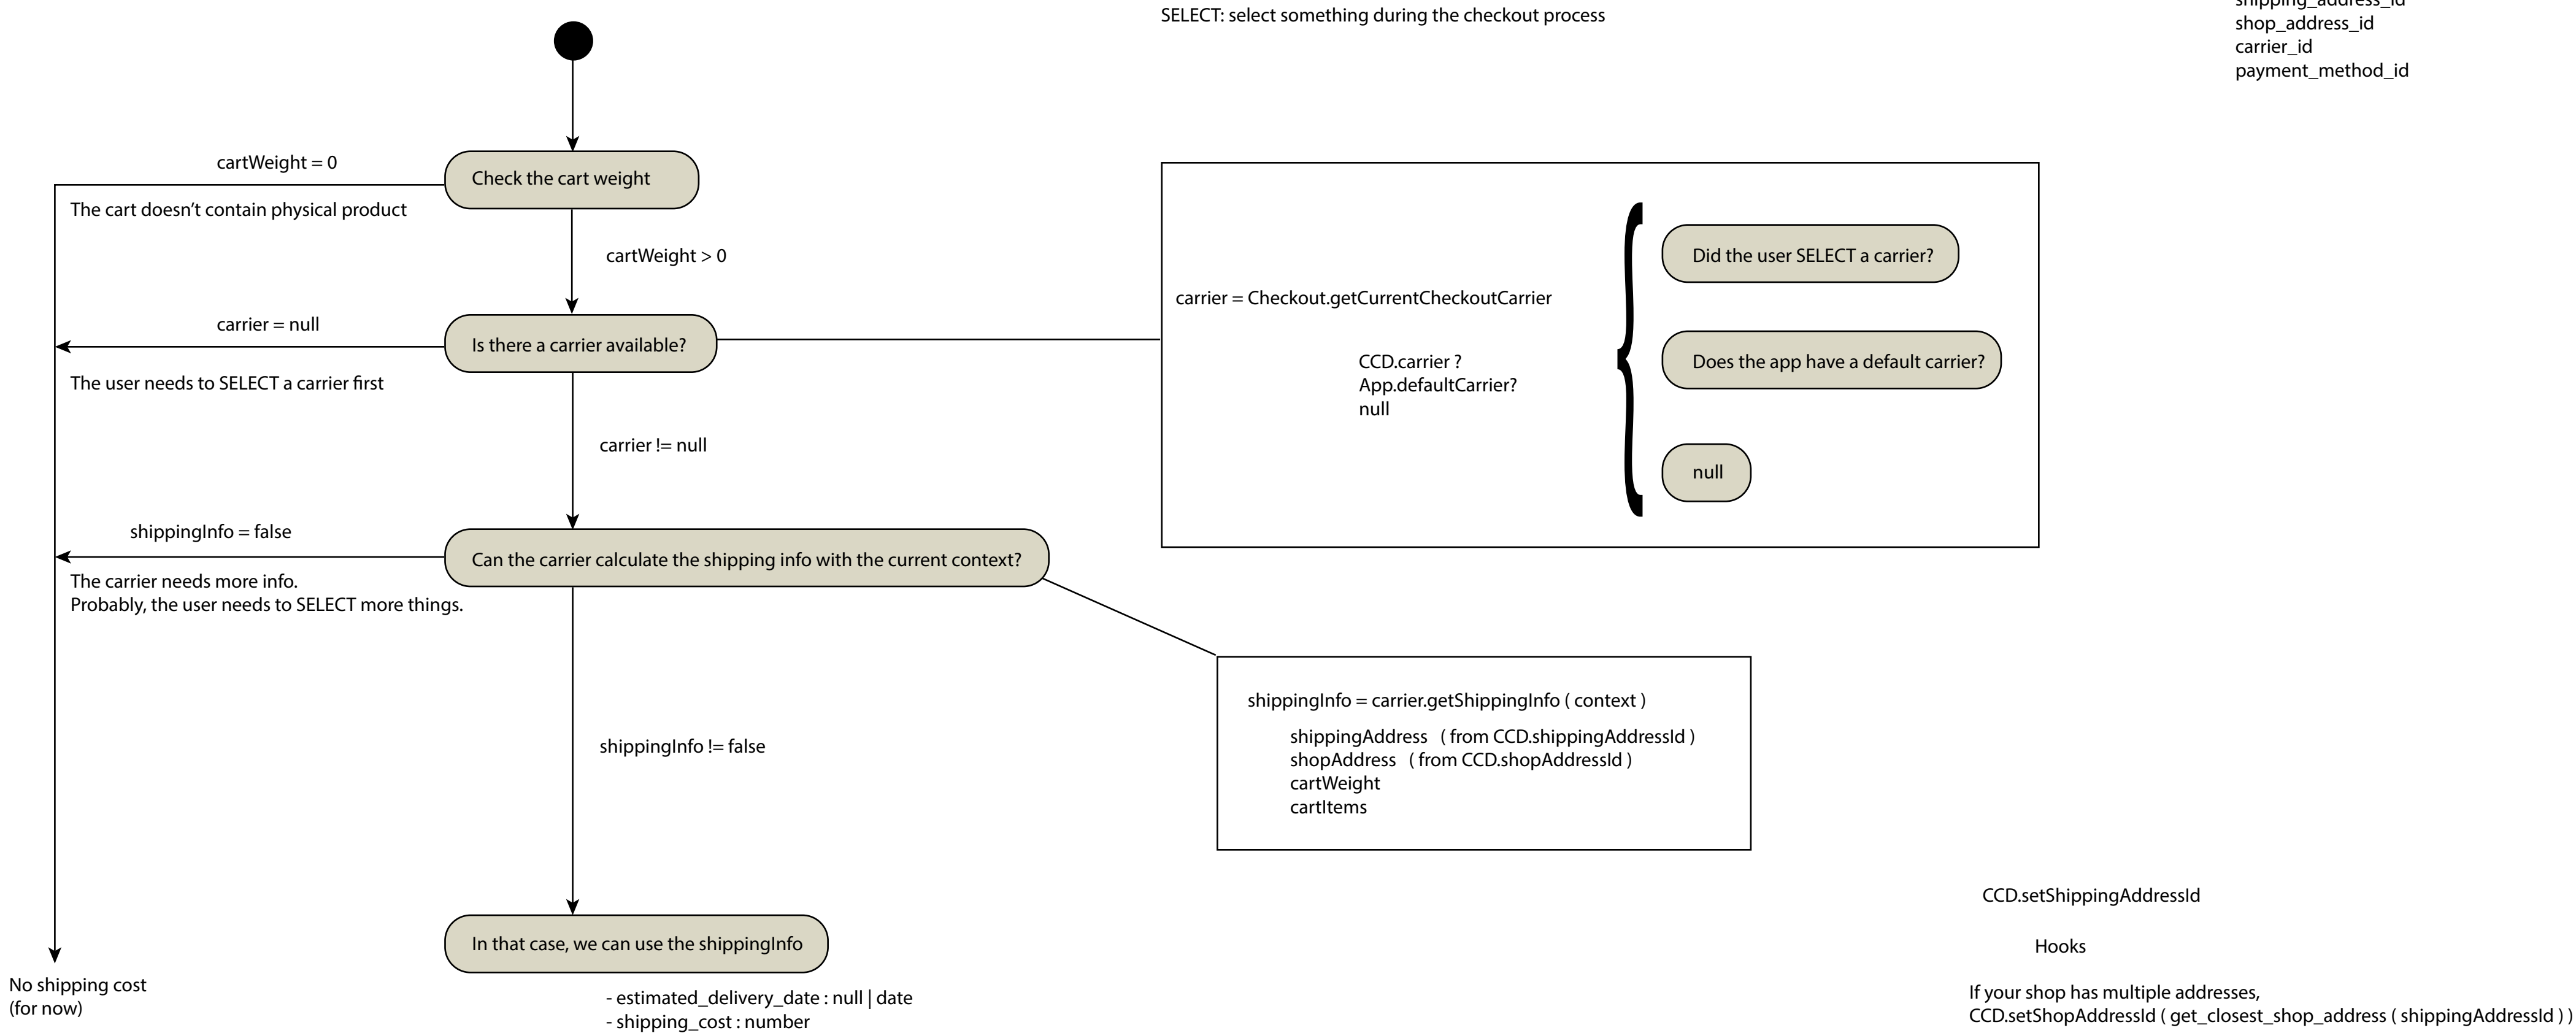 SELECT: select something during the checkout process
shipping_address_id
shop_address_id
carrier_id
payment_method_id
cartWeight = 0
Check the cart weight
The cart doesn’t contain physical product
cartWeight > 0
carrier = null
Is there a carrier available?
The user needs to SELECT a carrier first
carrier != null
carrier = Checkout.getCurrentCheckoutCarrier
CCD.carrier ?
App.defaultCarrier?
null
Did the user SELECT a carrier?
Does the app have a default carrier?
null
shippingInfo = false
Can the carrier calculate the shipping info with the current context?
The carrier needs more info.
Probably, the user needs to SELECT more things.
shippingInfo != false
shippingInfo = carrier.getShippingInfo ( context )
shippingAddress ( from CCD.shippingAddressId )
shopAddress ( from CCD.shopAddressId )
cartWeight
cartItems
In that case, we can use the shippingInfo
No shipping cost
(for now)
- estimated_delivery_date : null | date
- shipping_cost : number
CCD.setShippingAddressId
Hooks
If your shop has multiple addresses,
CCD.setShopAddressId ( get_closest_shop_address ( shippingAddressId ) )